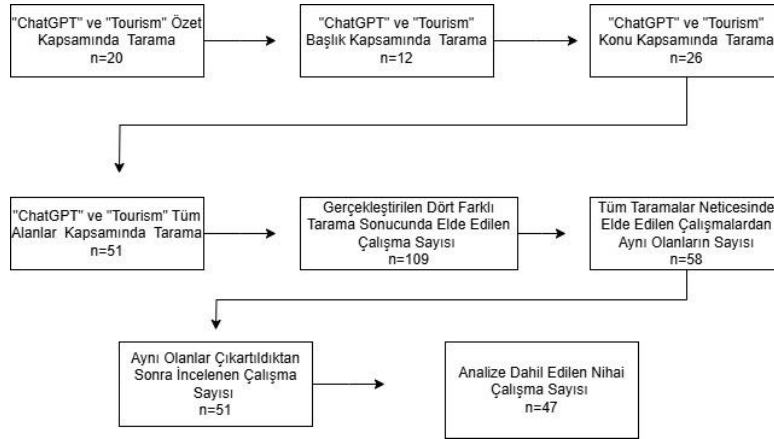 "ChatGPT" ve "Tourism" Özet
Kapsamında Tarama
n=20
"ChatGPT" ve "Tourism"
Başlık Kapsamında Tarama
n=12
"ChatGPT" ve "Tourism"
Konu Kapsamında Tarama
n=26
"ChatGPT" ve "Tourism" Tüm
Alanlar Kapsamında Tarama
n=51
Gerçekleştirilen Dört Farklı
Tarama Sonucunda Elde Edilen
Çalışma Sayısı
n=109
Tüm Taramalar Neticesinde
Elde Edilen Çalışmalardan
Aynı Olanların Sayısı
n=58
Aynı Olanlar Çıkartıldıktan
Sonra İncelenen Çalışma
Sayısı
n=51
Analize Dahil Edilen Nihai
Çalışma Sayısı
n=47